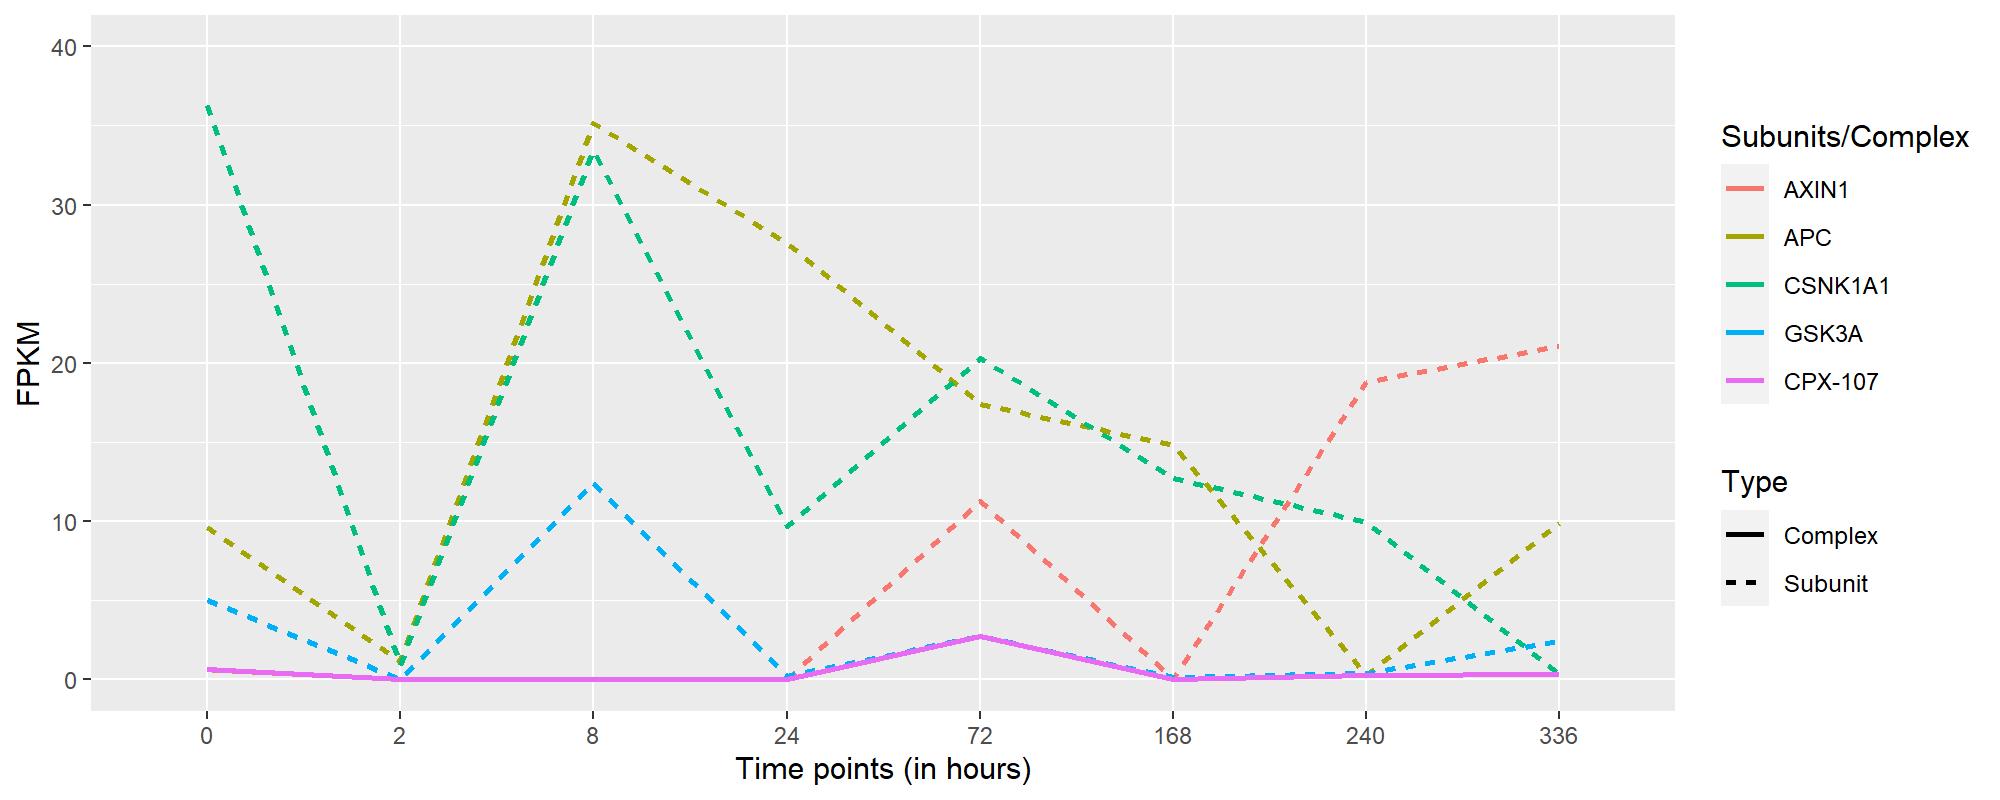 40
30
20
10
0
FPKM
0 2 8 24 72 168 240 336
Time points (in hours)
Subunits/Complex
AXIN1
APC
CSNK1A1
GSK3A
CPX-107
Type
Complex
Subunit